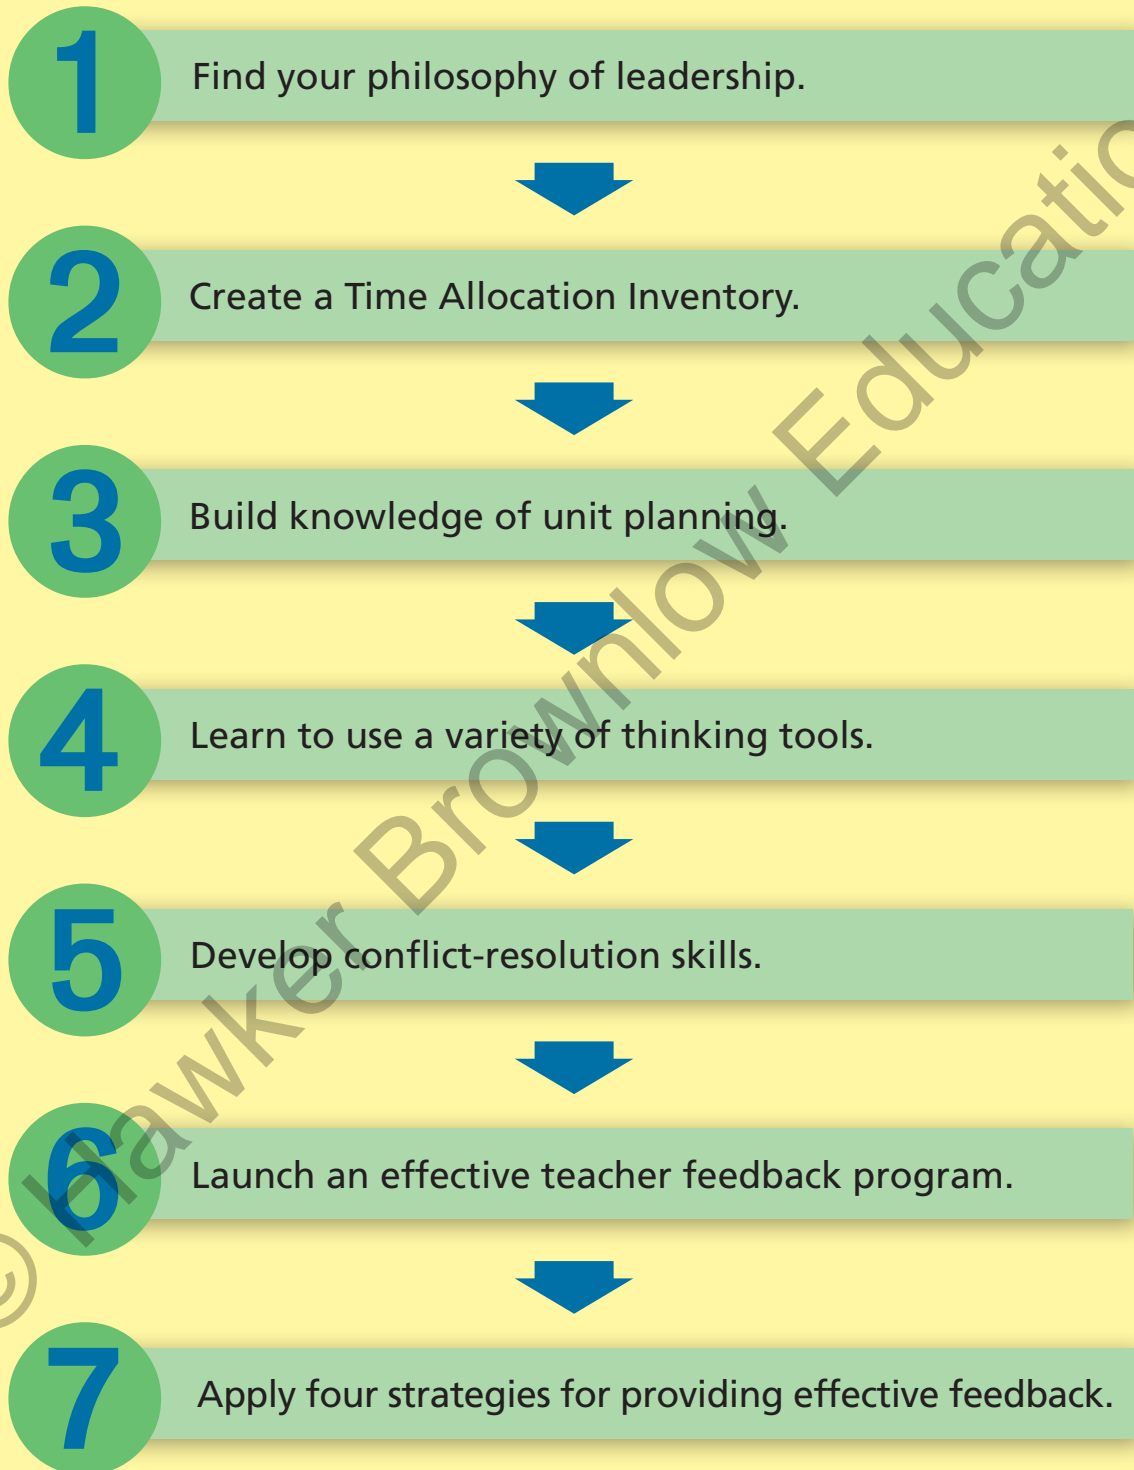 1
Find your philosophy of leadership.
2
Create a Time Allocation Inventory.
3
Build knowledge of unit planning.
4
Learn to use a variety of thinking tools.
5
Develop conflict-resolution skills.
6
Launch an effective teacher feedback program.
7
Apply four strategies for providing effective feedback.
© Hawker Brownlow